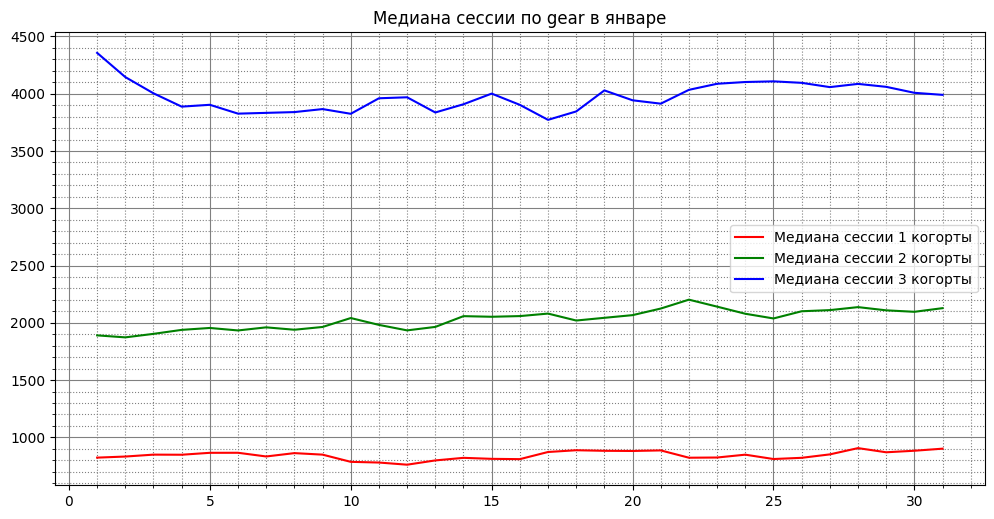 Медиана сессии по gear в январе
4500
4000
3500
3000
2500
2000
1500
1000
Медиана сессии 1 когорты
Медиана сессии 2 когорты
Медиана сессии 3 когорты
0 5 10 15 20 25 30